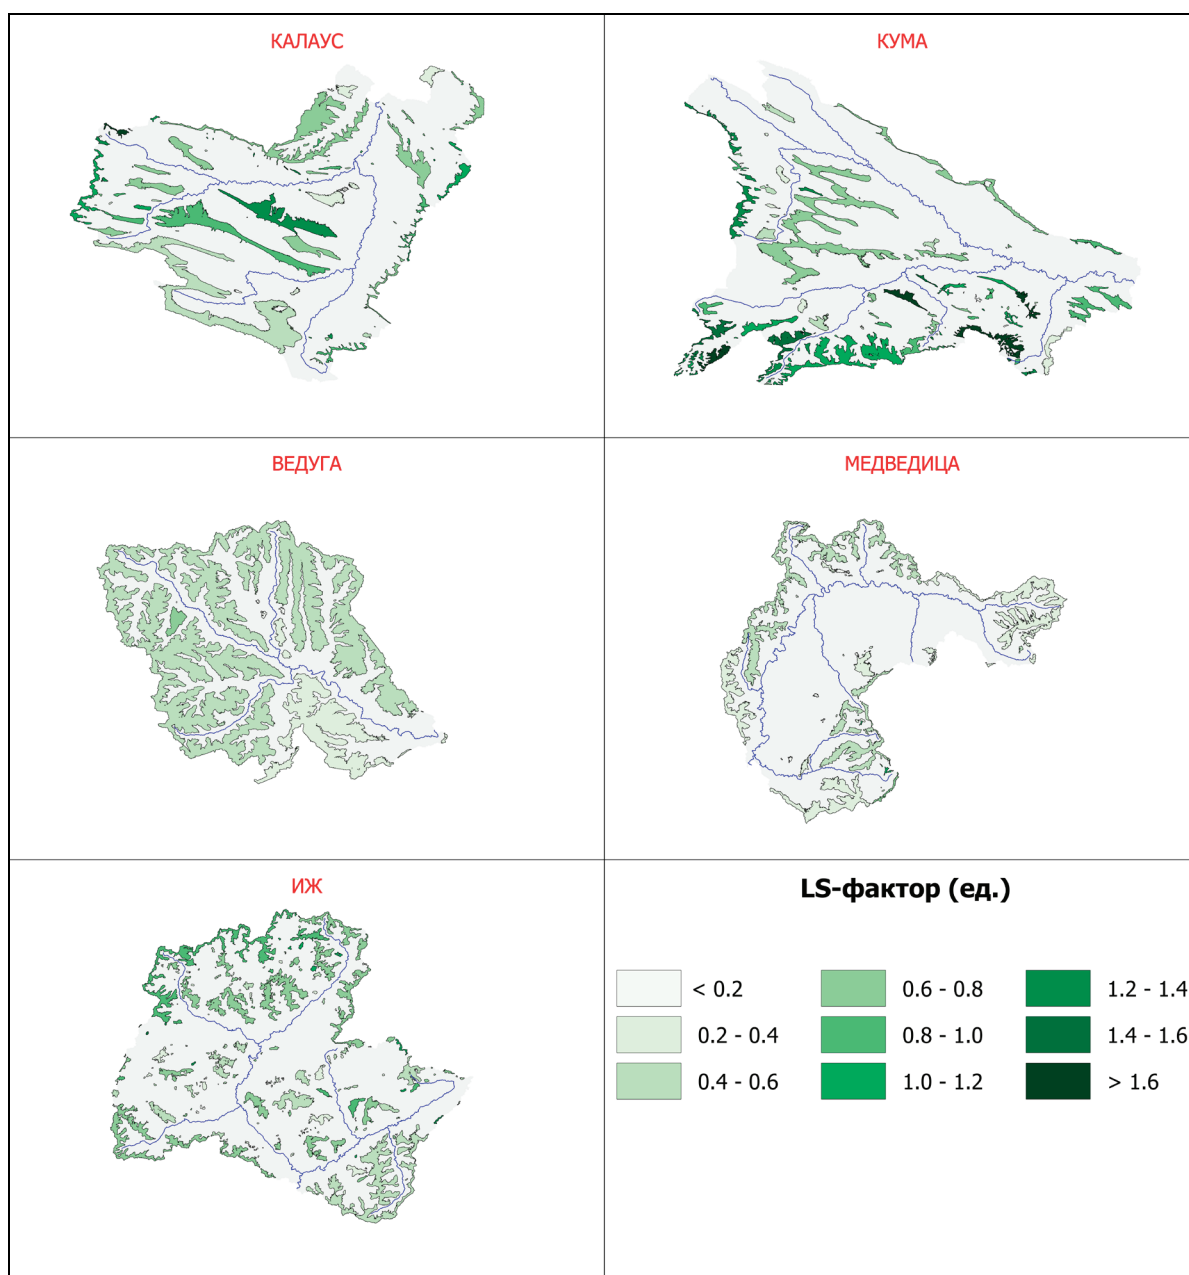 КАЛАУС
КУМА
ВЕДУГА
МЕДВЕДИЦА
ИЖ
LS-фактор (ед.)
< 0.2
0.6 - 0.8
1.2 - 1.4
0.2 - 0.4
0.8 - 1.0
1.4 - 1.6
0.4 - 0.6
1.0 - 1.2
> 1.6